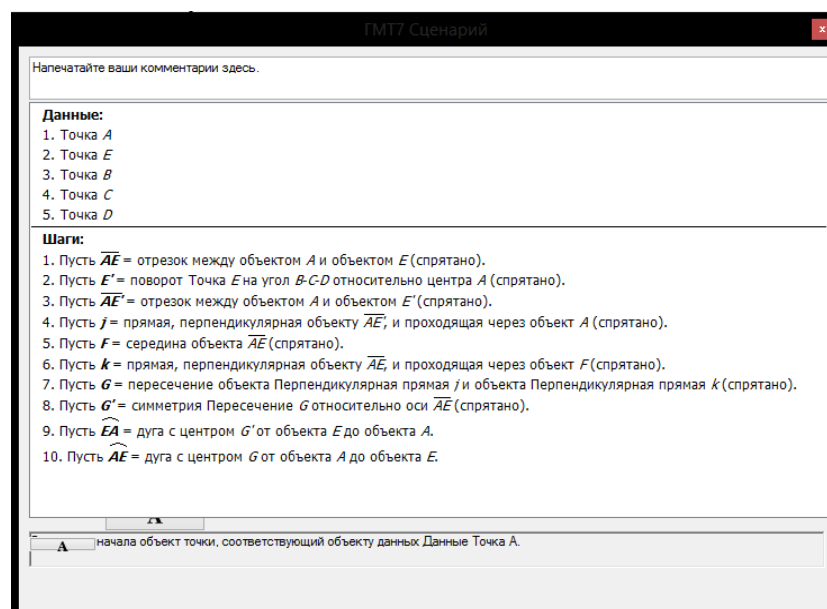 ГМТ7 Сценарий
x
Напечатайте ваши комментарии здесь.
Данные:
1. Точка A
2. Точка E
3. Точка B
4. Точка C
5. Точка D
Шаги:
1. Пусть AE = отрезок между объектом A и объектом E (спрятано).
2. Пусть E' = поворот Точка E на угол B-C-D относительно центра A (спрятано).
3. Пусть AE' = отрезок между объектом A и объектом E' (спрятано).
4. Пусть j = прямая, перпендикулярная объекту AE', и проходящая через объект A (спрятано).
5. Пусть F = середина объекта AE (спрятано).
6. Пусть k = прямая, перпендикулярная объекту AE, и проходящая через объект F (спрятано).
7. Пусть G = пересечение объекта Перпендикулярная прямая j и объекта Перпендикулярная прямая k (спрятано).
8. Пусть G' = симметрия Пересечение G относительно оси AE (спрятано).
9. Пусть EA = дуга с центром G' от объекта E до объекта A.
10. Пусть AE = дуга с центром G от объекта A до объекта E.
A начала объект точки, соответствующий объекту данных Данные Точка A.